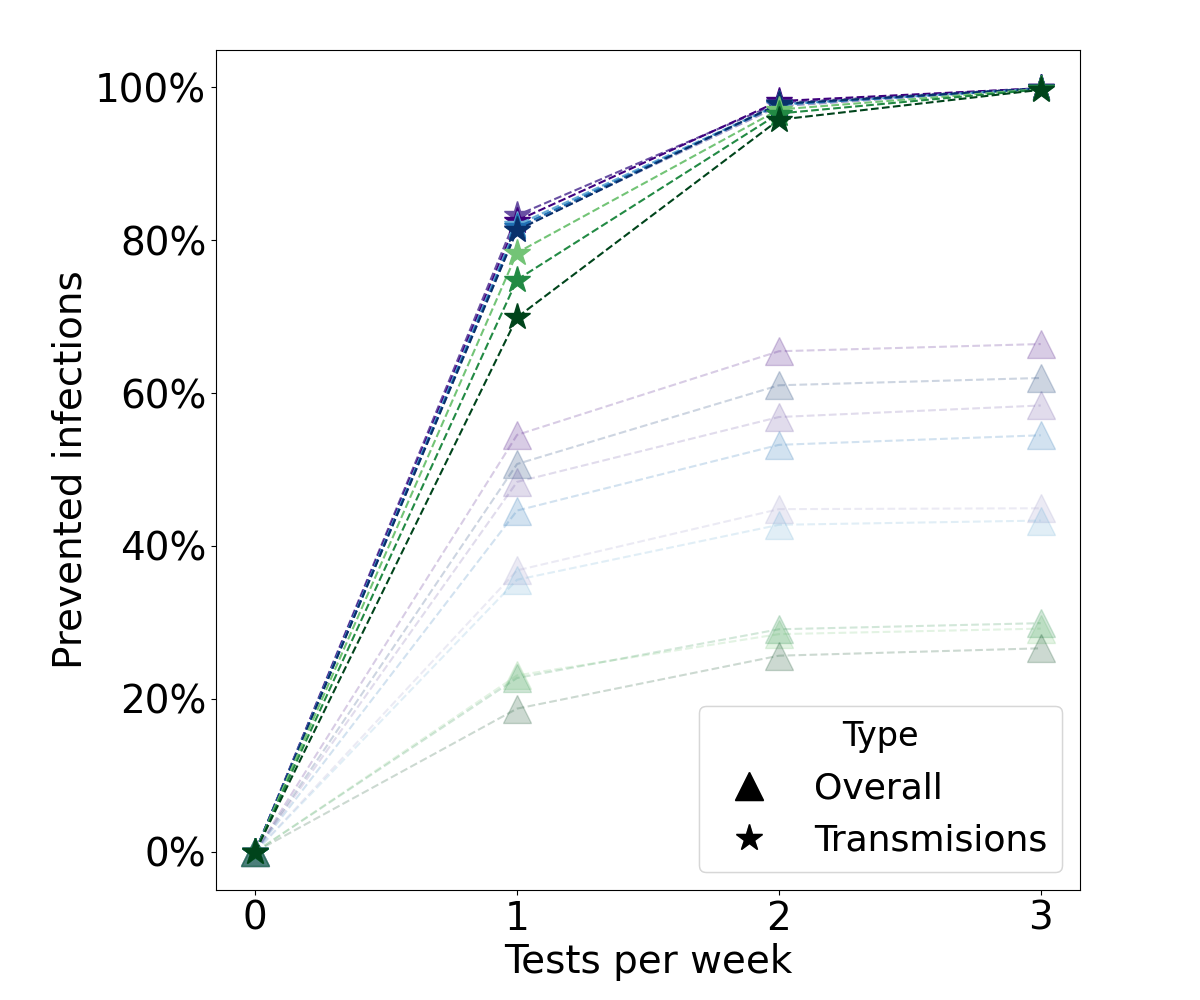 100%
80%
60%
40%
20%
0%
Prevented infections
0 1 2 3
Tests per week
Type
Overall
Transmisions